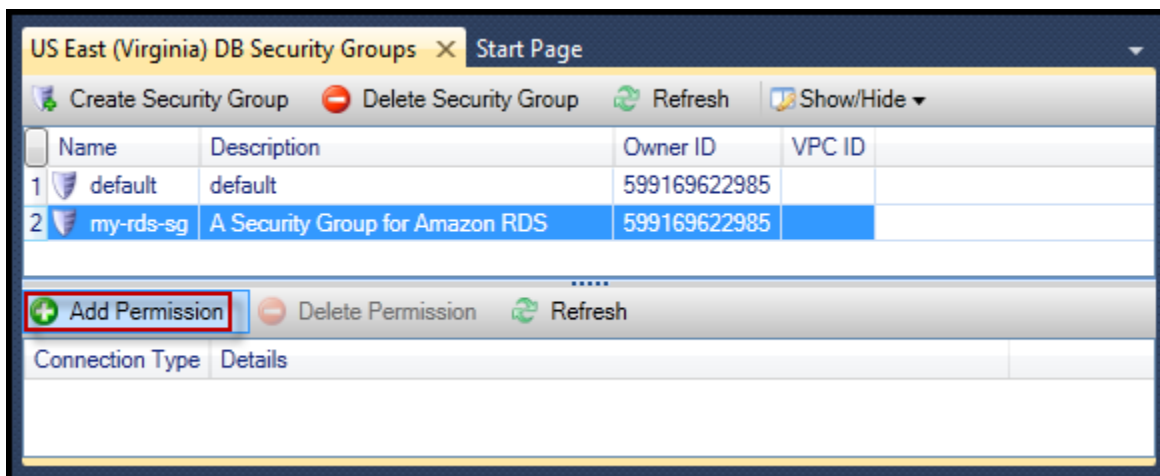 US East (Virginia) DB Security Groups Start Page
Create Security Group Delete Security Group Refresh Show/Hide
Name Description Owner ID VPC ID
1 default default 599169622985
2 my-rds-sg A Security Group for Amazon RDS 599169622985
Add Permission Delete Permission Refresh
Connection Type Details